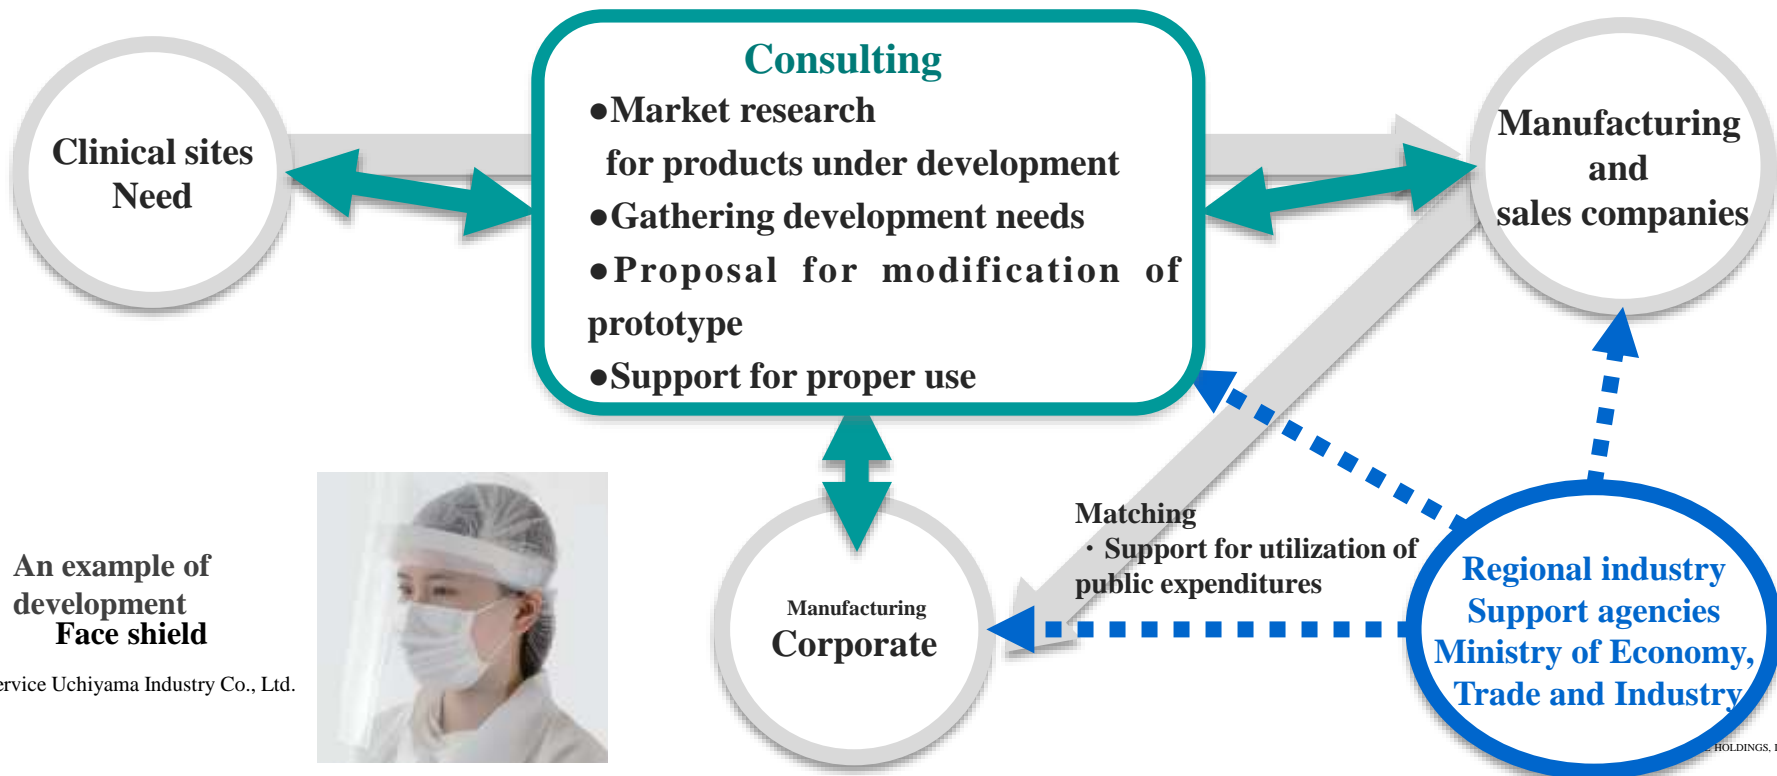 Consulting
●Market research
for products under development
●Gathering development needs
●Proposal for modification of
prototype
●Support for proper use
Clinical sites
Need
Manufacturing
and
sales companies
Matching
・Support for utilization of
public expenditures
Manufacturing
Corporate
Regional industry
Support agencies
Ministry of Economy,
Trade and Industry
An example of
development
Face shield
Uchiyama Industry Co., Ltd.
HOLDINGS,